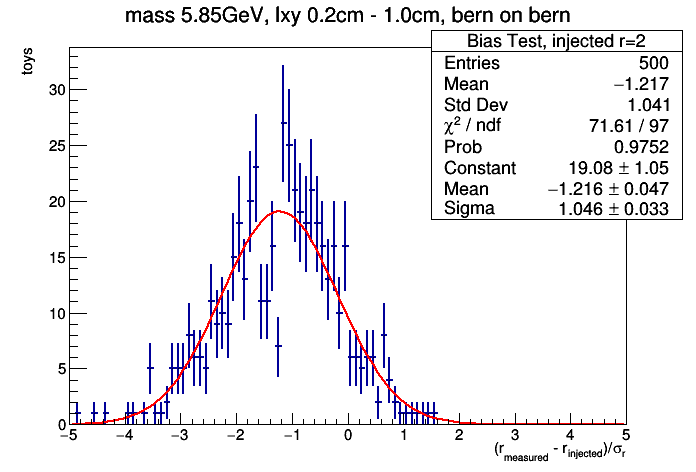 mass 5.85GeV, lxy 0.2cm - 1.0cm, bern on bern
Bias Test, injected r=2
Entries 500
Mean −1.217
Std Dev 1.041
χ² / ndf 71.61 / 97
Prob 0.9752
Constant 19.08 ± 1.05
Mean −1.216 ± 0.047
Sigma 1.046 ± 0.033
toys
30
25
20
15
10
5
0
−5 −4 −3 −2 −1 0 1 2 3 4 5
(r_measured - r_injected)/σ_r